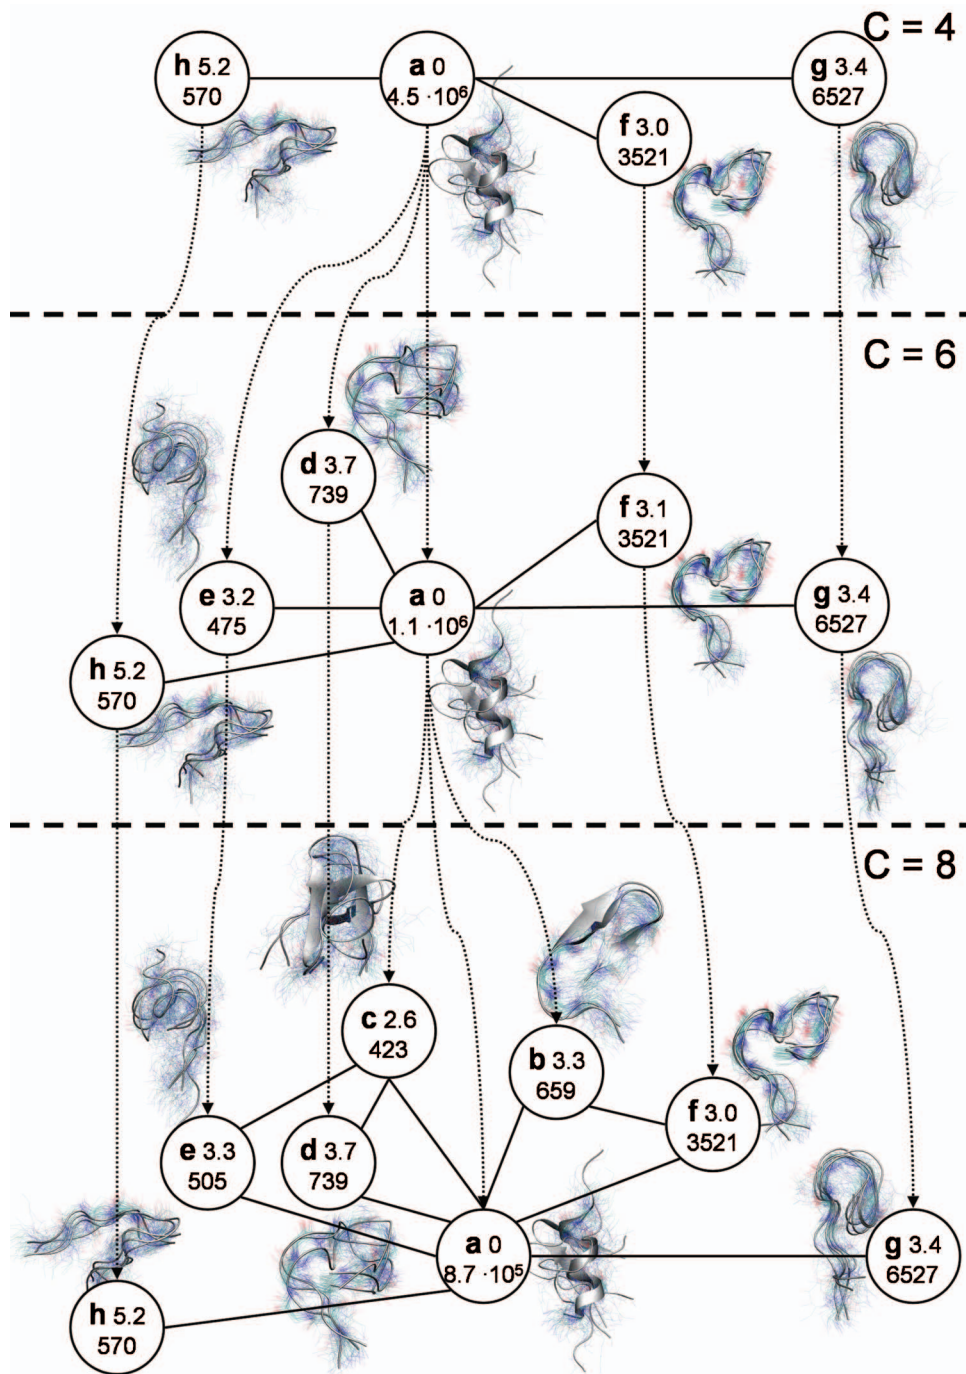 C = 4
h 5.2
570
a 0
4.5 ·10⁶
g 3.4
6527
f 3.0
3521
C = 6
d 3.7
739
f 3.1
3521
e 3.2
475
a 0
1.1 ·10⁶
g 3.4
6527
h 5.2
570
C = 8
c 2.6
423
b 3.3
659
f 3.0
3521
e 3.3
505
d 3.7
739
a 0
8.7 ·10⁵
g 3.4
6527
h 5.2
570